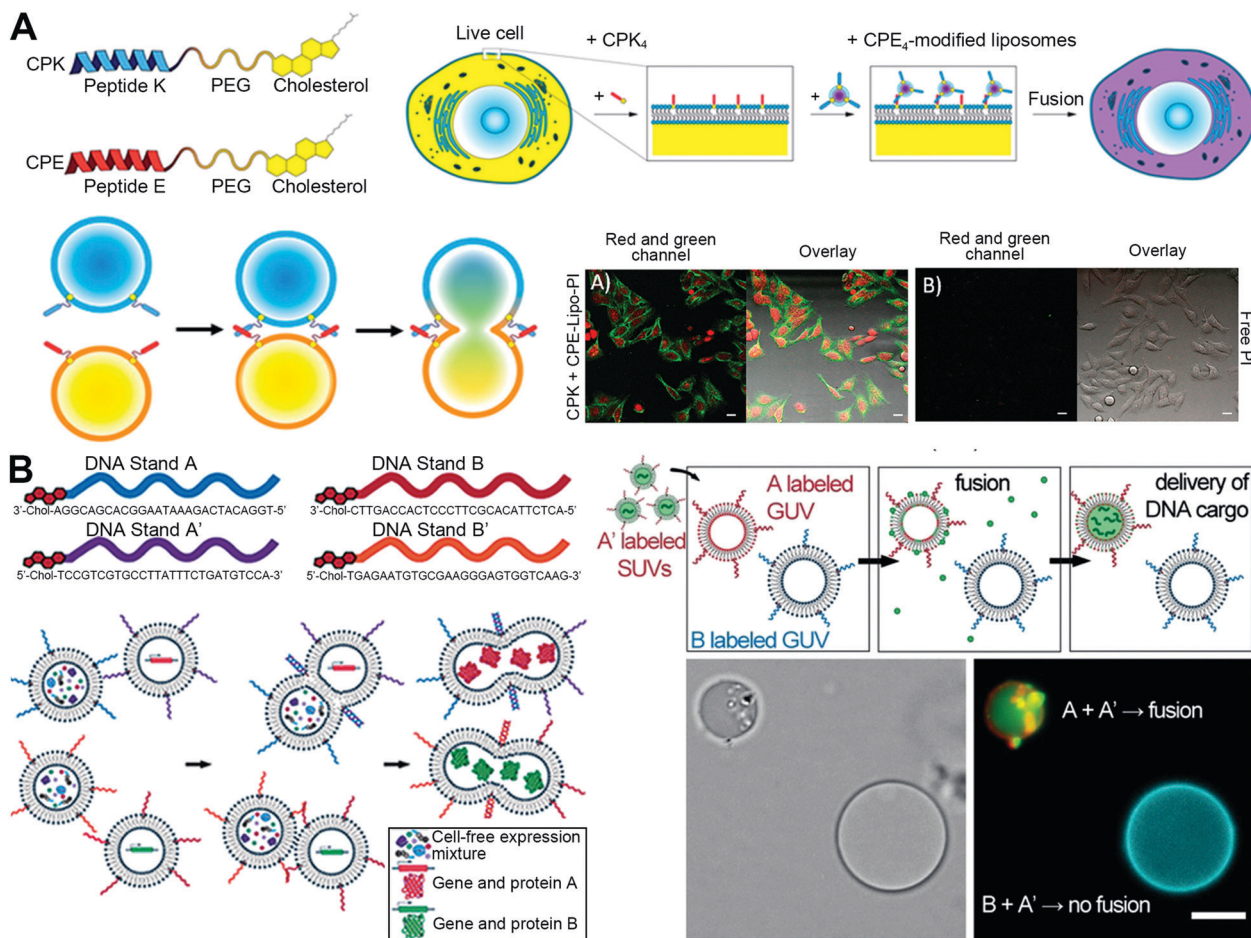 A
CPK
Peptide K
PEG
Cholesterol
CPE
Peptide E
PEG
Cholesterol
Live cell
+ CPK4
+
+ CPE4-modified liposomes
+
Fusion
Red and green
channel
Overlay
Red and green
channel
Overlay
CPK + CPE-Lipo-PI
A)
B)
Free PI
B
DNA Stand A
3'-Chol-AGGCAGCACGGAATAAAGACTACAGGT-5'
DNA Stand B
3'-Chol-CTTGACCACTCCCTTCGCACATTCTCA-5'
DNA Stand A'
5'-Chol-TCCGTCGTGCCTTATTTCTGATGTCCA-3'
DNA Stand B'
5'-Chol-TGAGAATGTGCGAAGGGAGTGGTCAAG-3'
Cell-free expression
mixture
Gene and protein A
Gene and protein B
A' labeled
SUVs
A labeled
GUV
B labeled GUV
fusion
delivery of
DNA cargo
A + A' → fusion
B + A' → no fusion